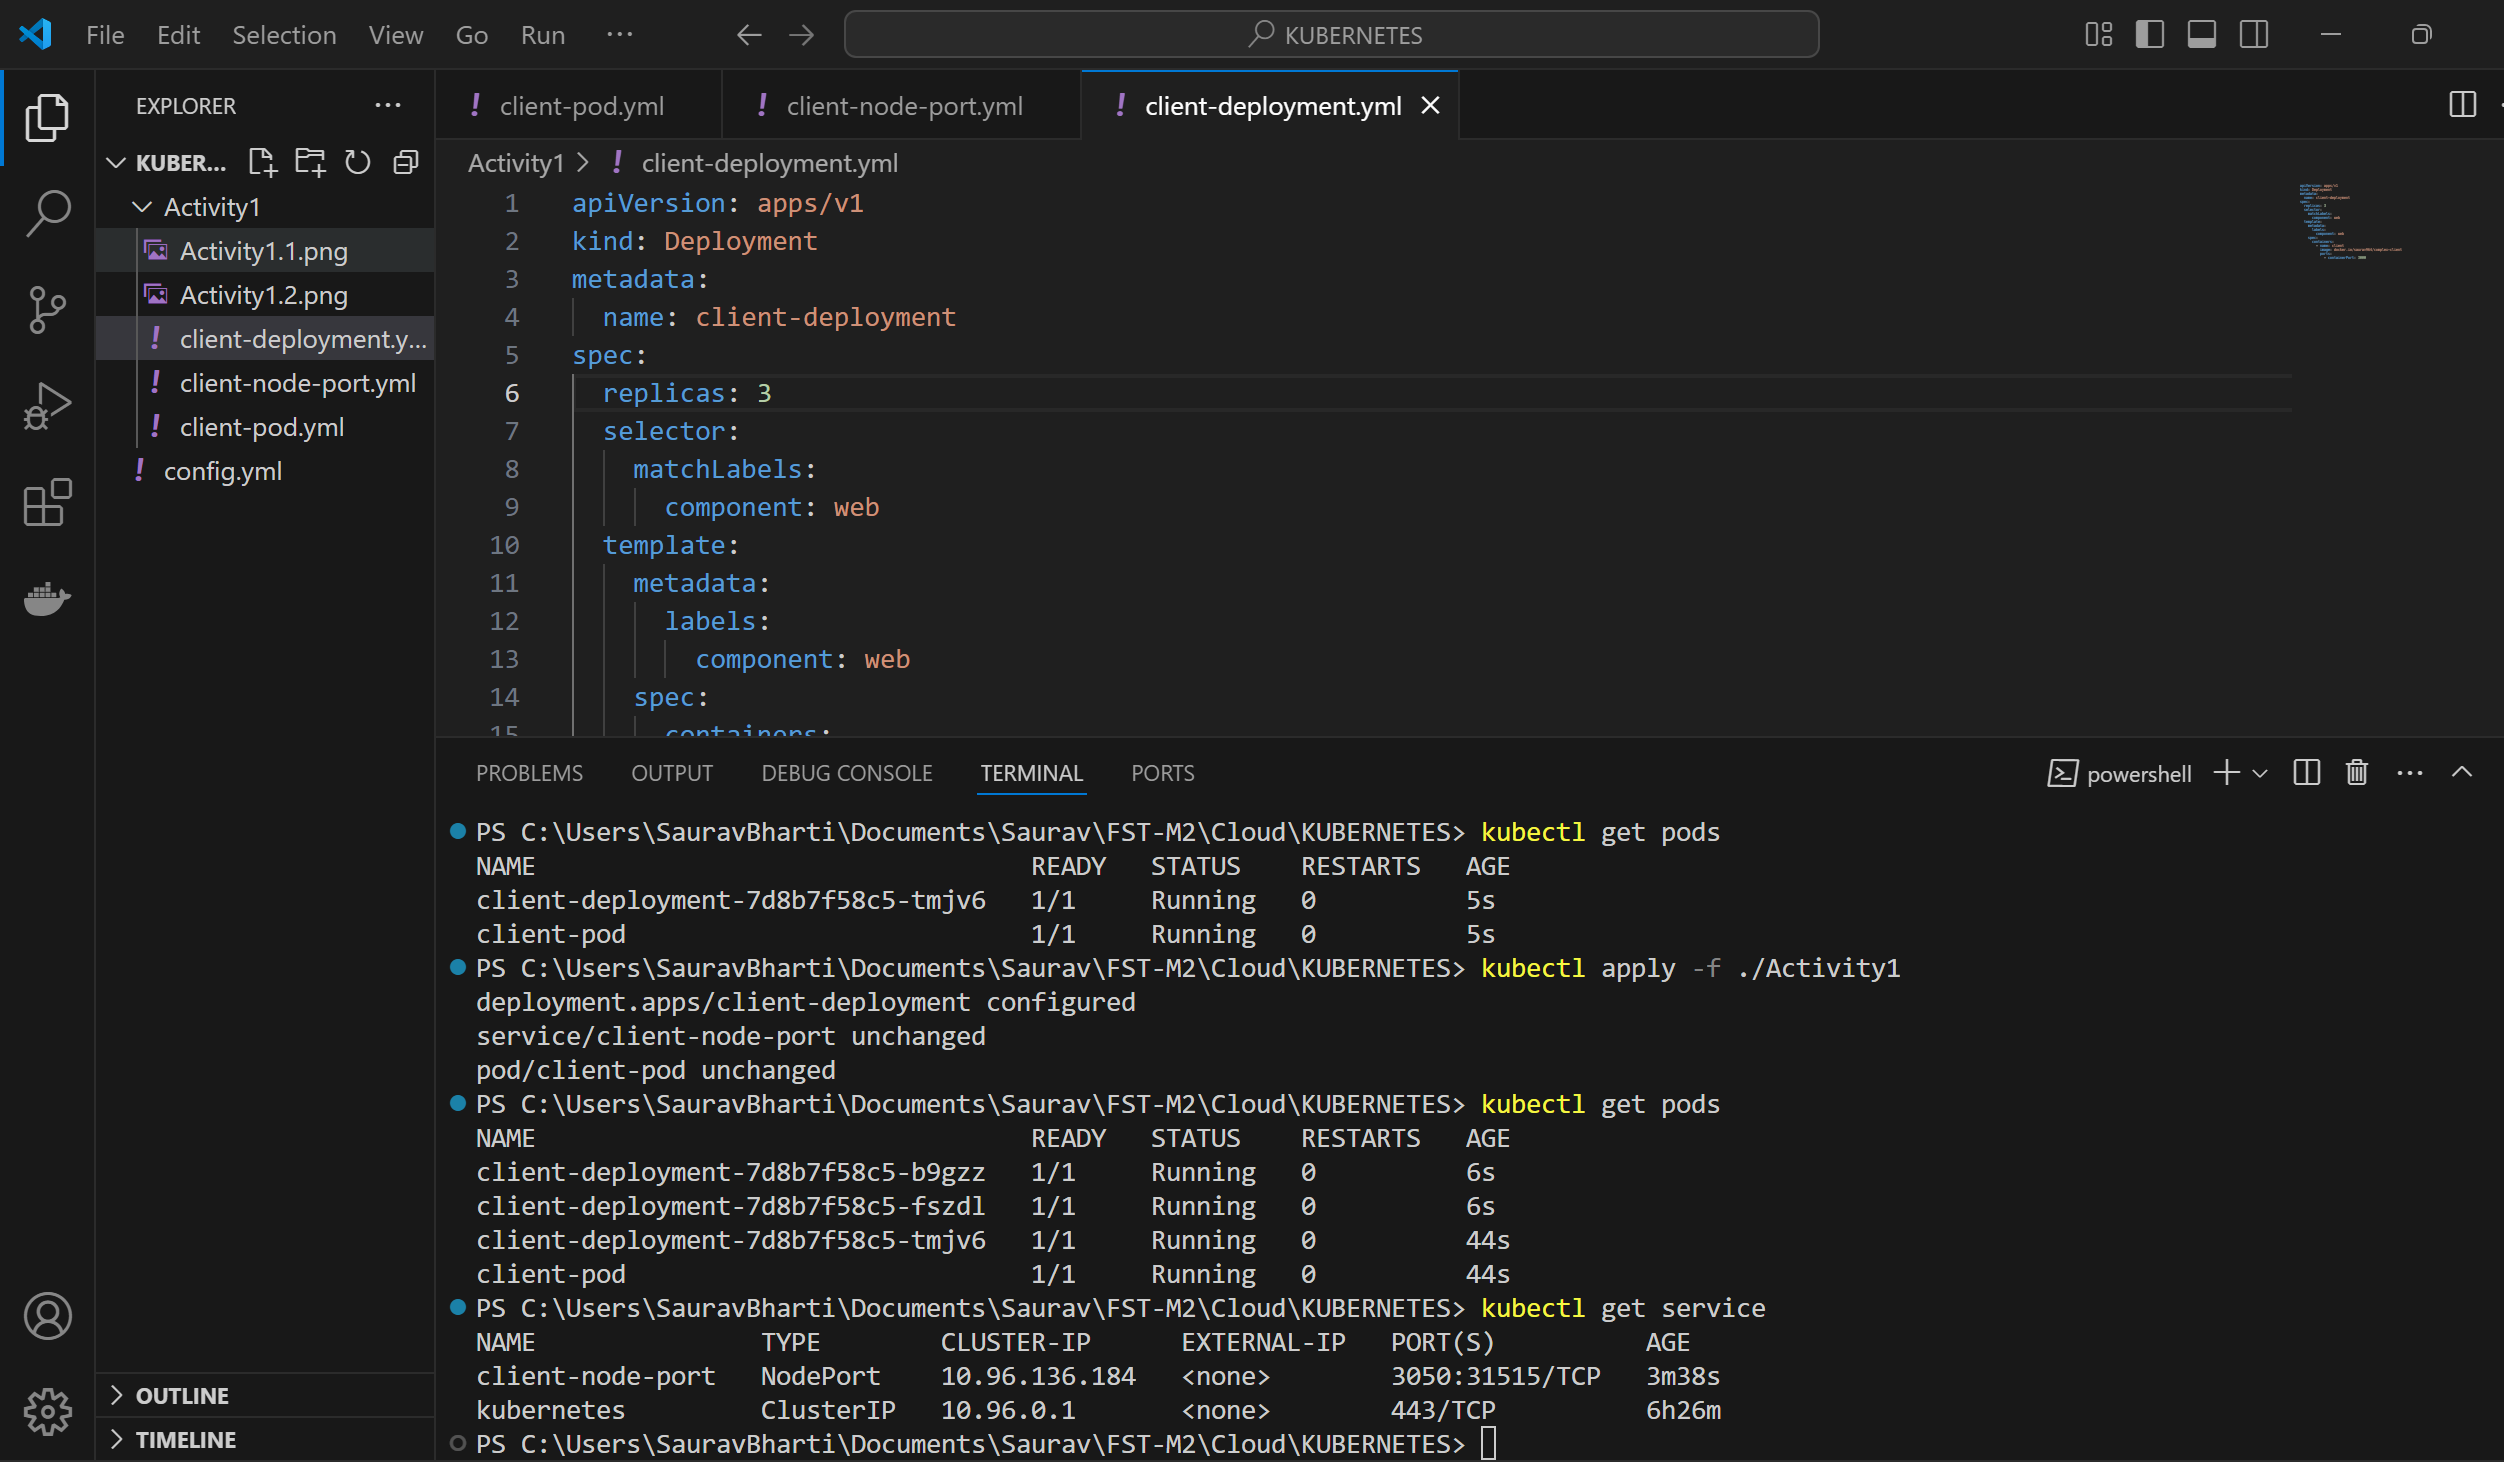 File Edit Selection View Go Run ··· KUBERNETES
EXPLORER ···
KUBER...
Activity1
Activity1.1.png
Activity1.2.png
! client-deployment.y...
! client-node-port.yml
! client-pod.yml
! config.yml
OUTLINE
TIMELINE
! client-pod.yml ! client-node-port.yml ! client-deployment.yml
Activity1 > ! client-deployment.yml
1 apiVersion: apps/v1
2 kind: Deployment
3 metadata:
4 name: client-deployment
5 spec:
6 replicas: 3
7 selector:
8 matchLabels:
9 component: web
10 template:
11 metadata:
12 labels:
13 component: web
14 spec:
15 containers:
PROBLEMS OUTPUT DEBUG CONSOLE TERMINAL PORTS powershell
PS C:\Users\SauravBharti\Documents\Saurav\FST-M2\Cloud\KUBERNETES> kubectl get pods
NAME READY STATUS RESTARTS AGE
client-deployment-7d8b7f58c5-tmjv6 1/1 Running 0 5s
client-pod 1/1 Running 0 5s
PS C:\Users\SauravBharti\Documents\Saurav\FST-M2\Cloud\KUBERNETES> kubectl apply -f ./Activity1
deployment.apps/client-deployment configured
service/client-node-port unchanged
pod/client-pod unchanged
PS C:\Users\SauravBharti\Documents\Saurav\FST-M2\Cloud\KUBERNETES> kubectl get pods
NAME READY STATUS RESTARTS AGE
client-deployment-7d8b7f58c5-b9gzz 1/1 Running 0 6s
client-deployment-7d8b7f58c5-fszdl 1/1 Running 0 6s
client-deployment-7d8b7f58c5-tmjv6 1/1 Running 0 44s
client-pod 1/1 Running 0 44s
PS C:\Users\SauravBharti\Documents\Saurav\FST-M2\Cloud\KUBERNETES> kubectl get service
NAME TYPE CLUSTER-IP EXTERNAL-IP PORT(S) AGE
client-node-port NodePort 10.96.136.184 <none> 3050:31515/TCP 3m38s
kubernetes ClusterIP 10.96.0.1 <none> 443/TCP 6h26m
PS C:\Users\SauravBharti\Documents\Saurav\FST-M2\Cloud\KUBERNETES>